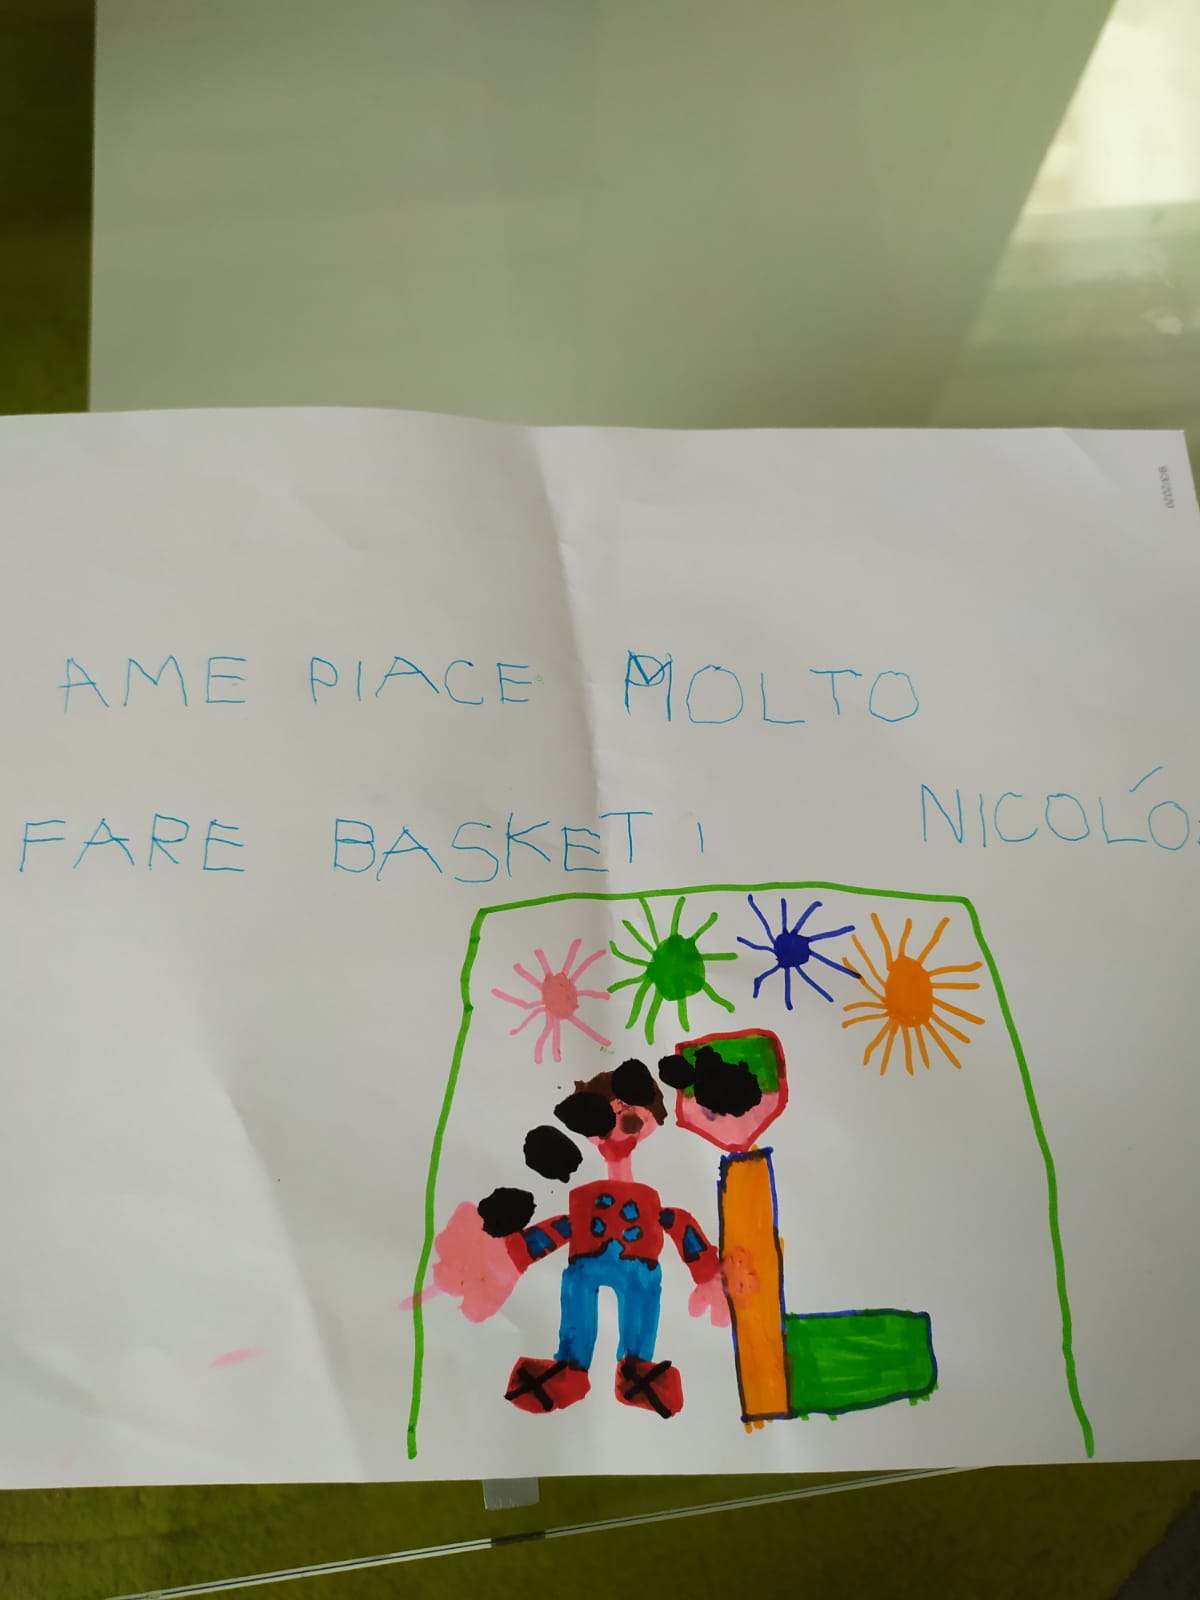 AME PIACE MOLTO
FARE BASKET !
NICOLÓ